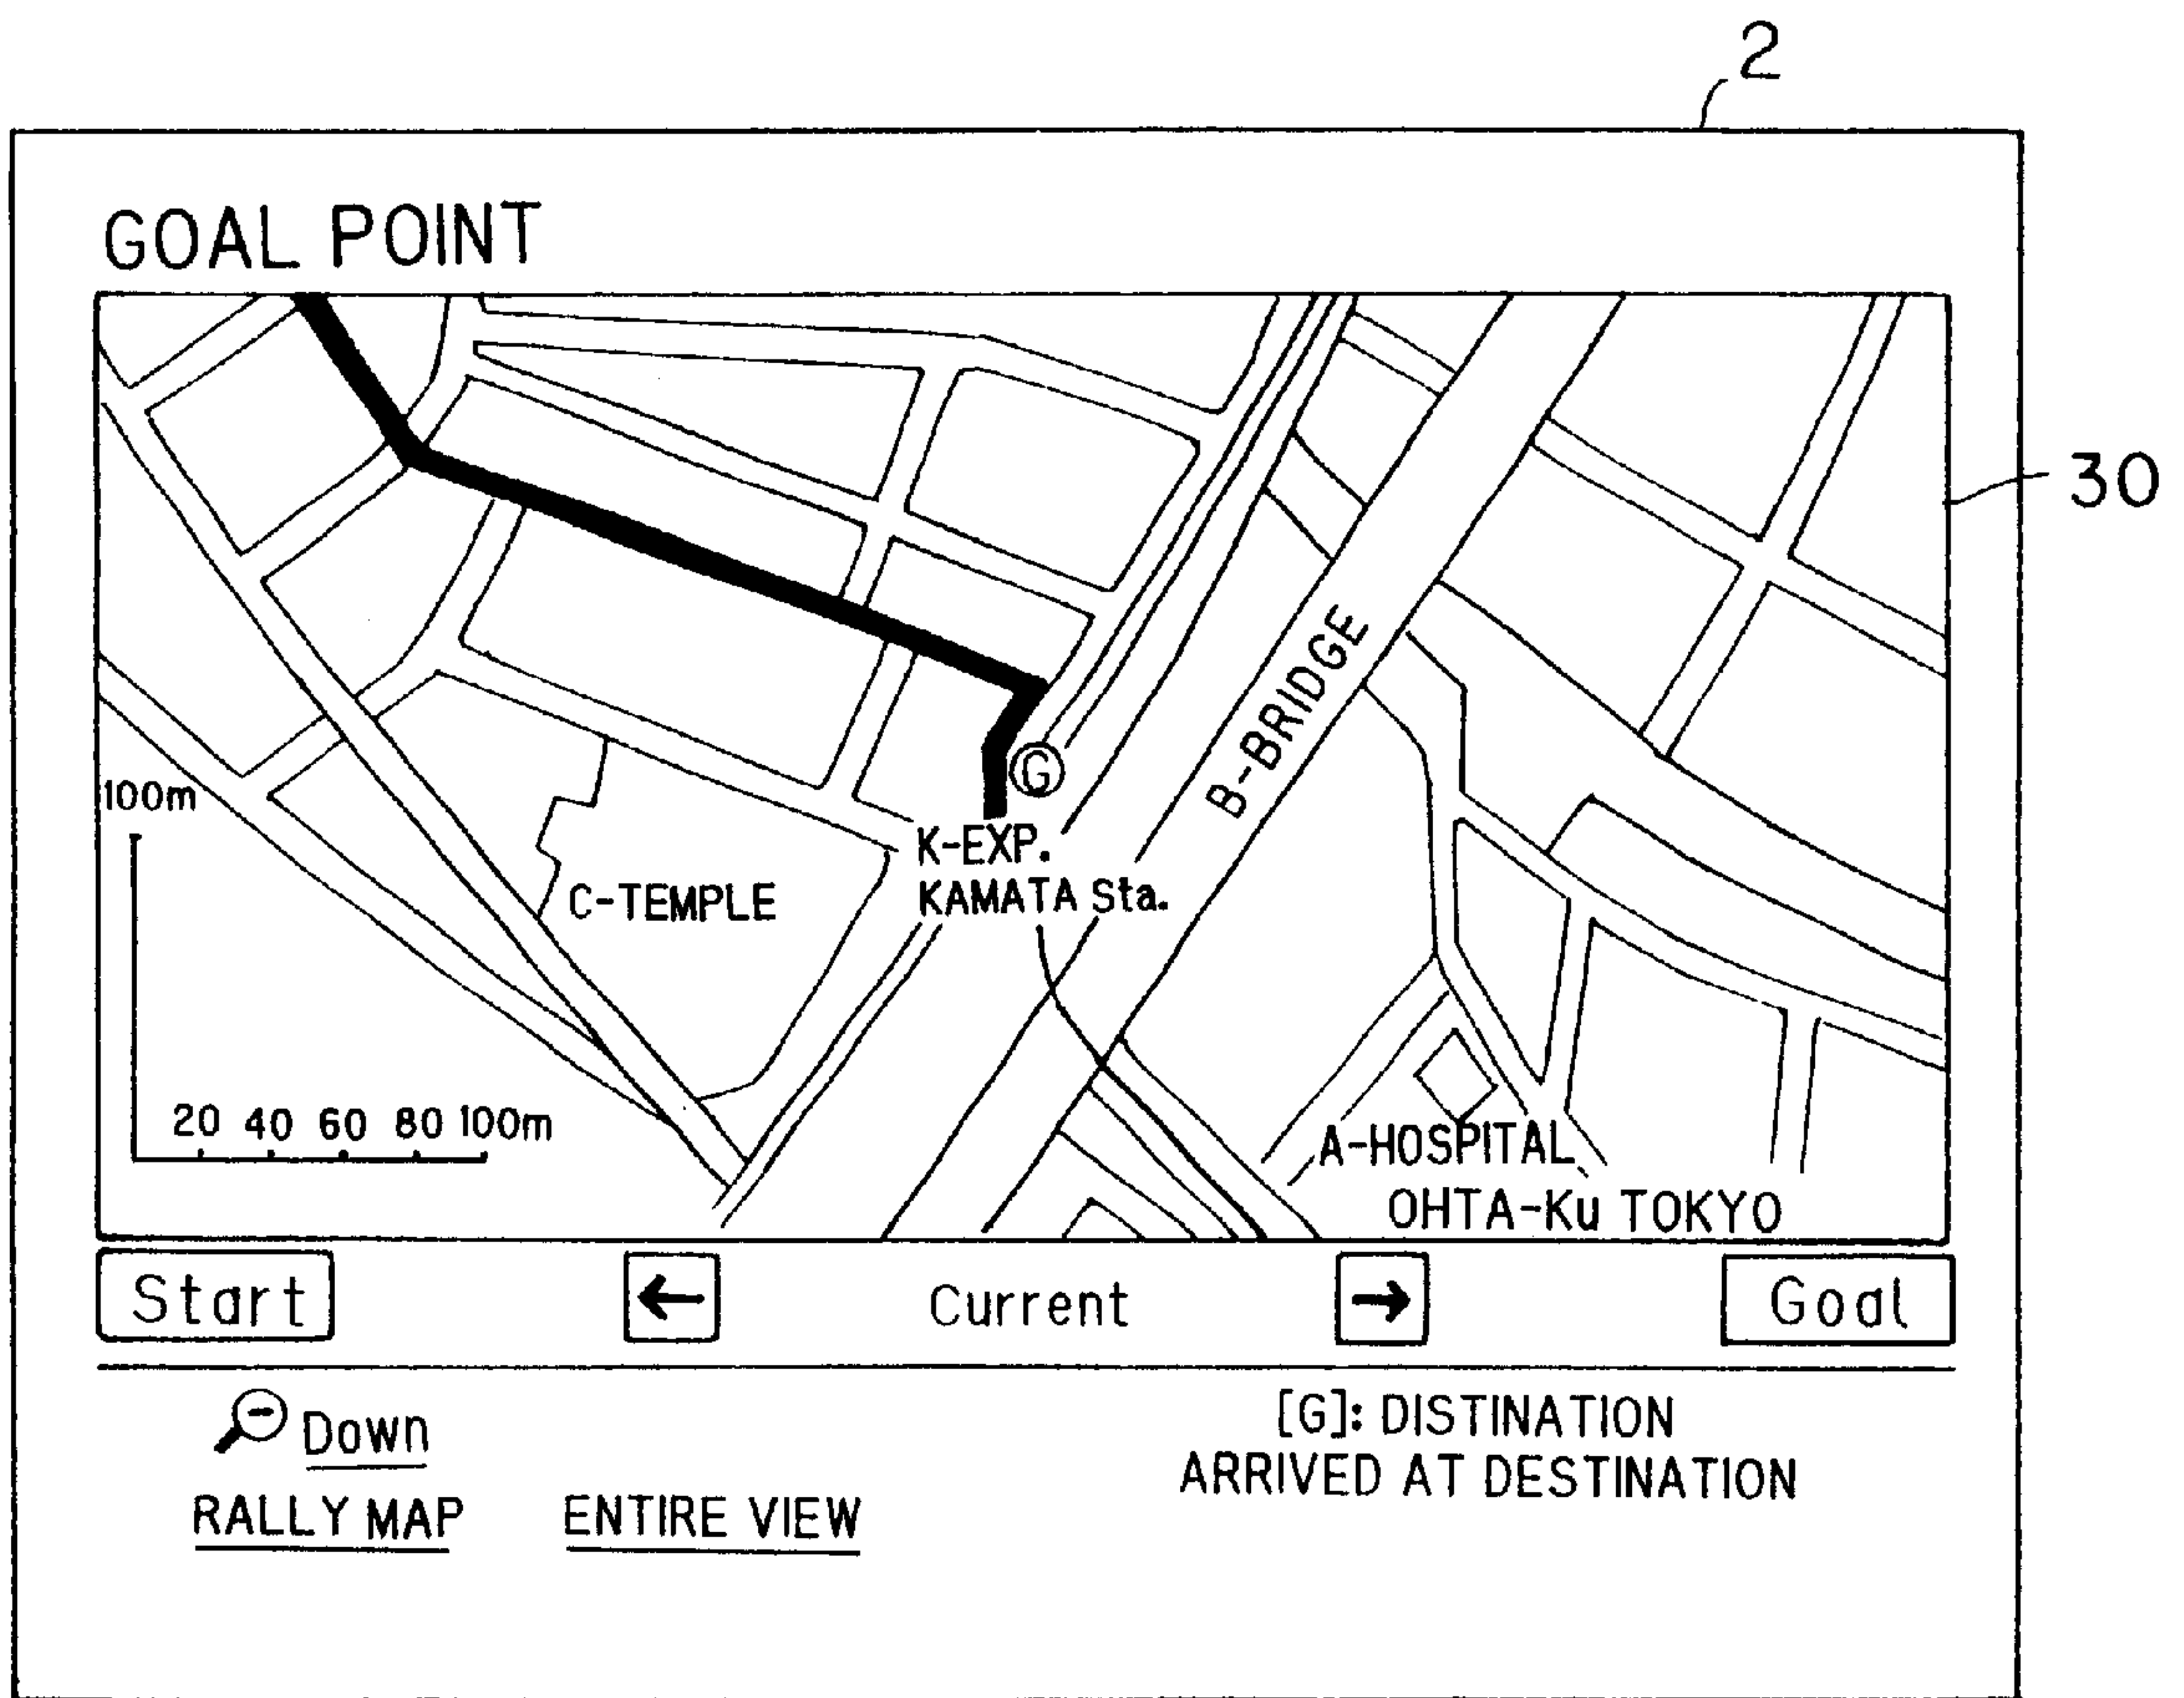 2
GOAL POINT
30
B-BRIDGE
G
100m
K-EXP.
KAMATA Sta.
C-TEMPLE
20 40 60 80 100m
A-HOSPITAL
OHTA-Ku TOKYO
Start ← Current → Goal
Down
[G]: DISTINATION
ARRIVED AT DESTINATION
RALLY MAP ENTIRE VIEW